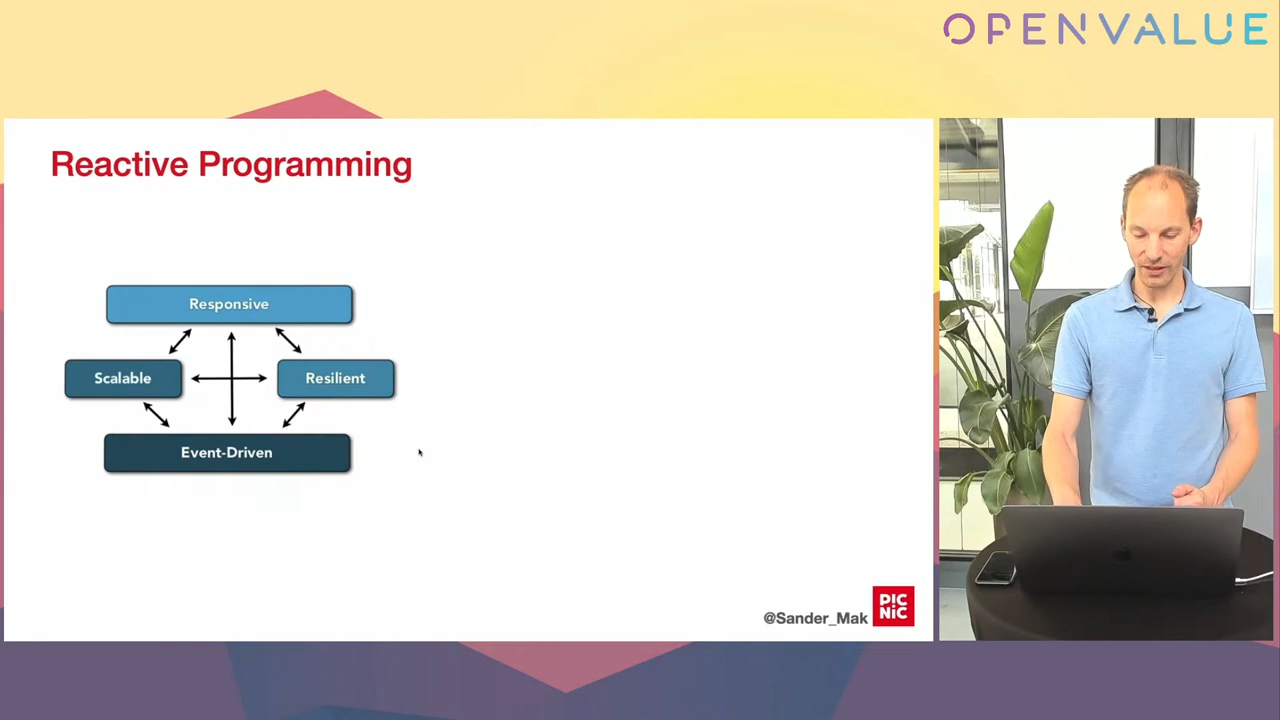 OPENVALUE
Reactive Programming
Responsive
Scalable
Resilient
Event-Driven
@Sander_Mak
PIC
NIC